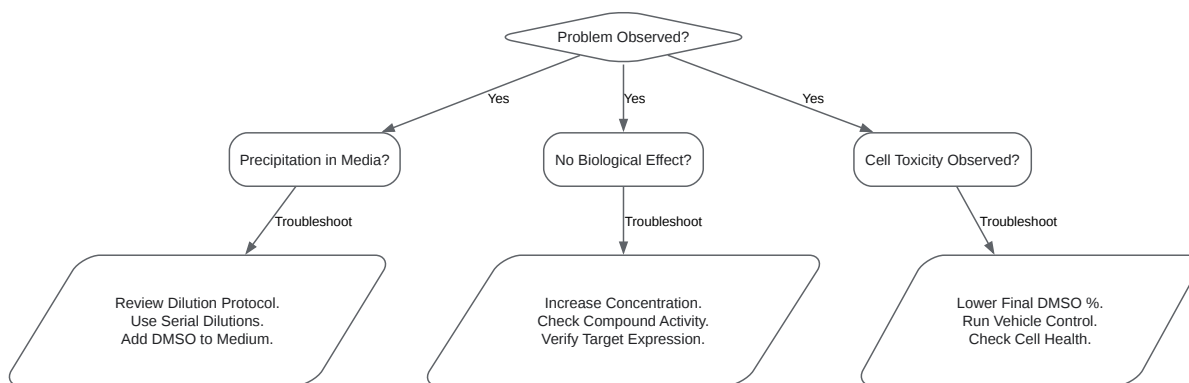 Problem Observed?
Yes
Yes
Yes
Precipitation in Media?
No Biological Effect?
Cell Toxicity Observed?
Troubleshoot
Troubleshoot
Troubleshoot
Review Dilution Protocol.
Use Serial Dilutions.
Add DMSO to Medium.
Increase Concentration.
Check Compound Activity.
Verify Target Expression.
Lower Final DMSO %.
Run Vehicle Control.
Check Cell Health.